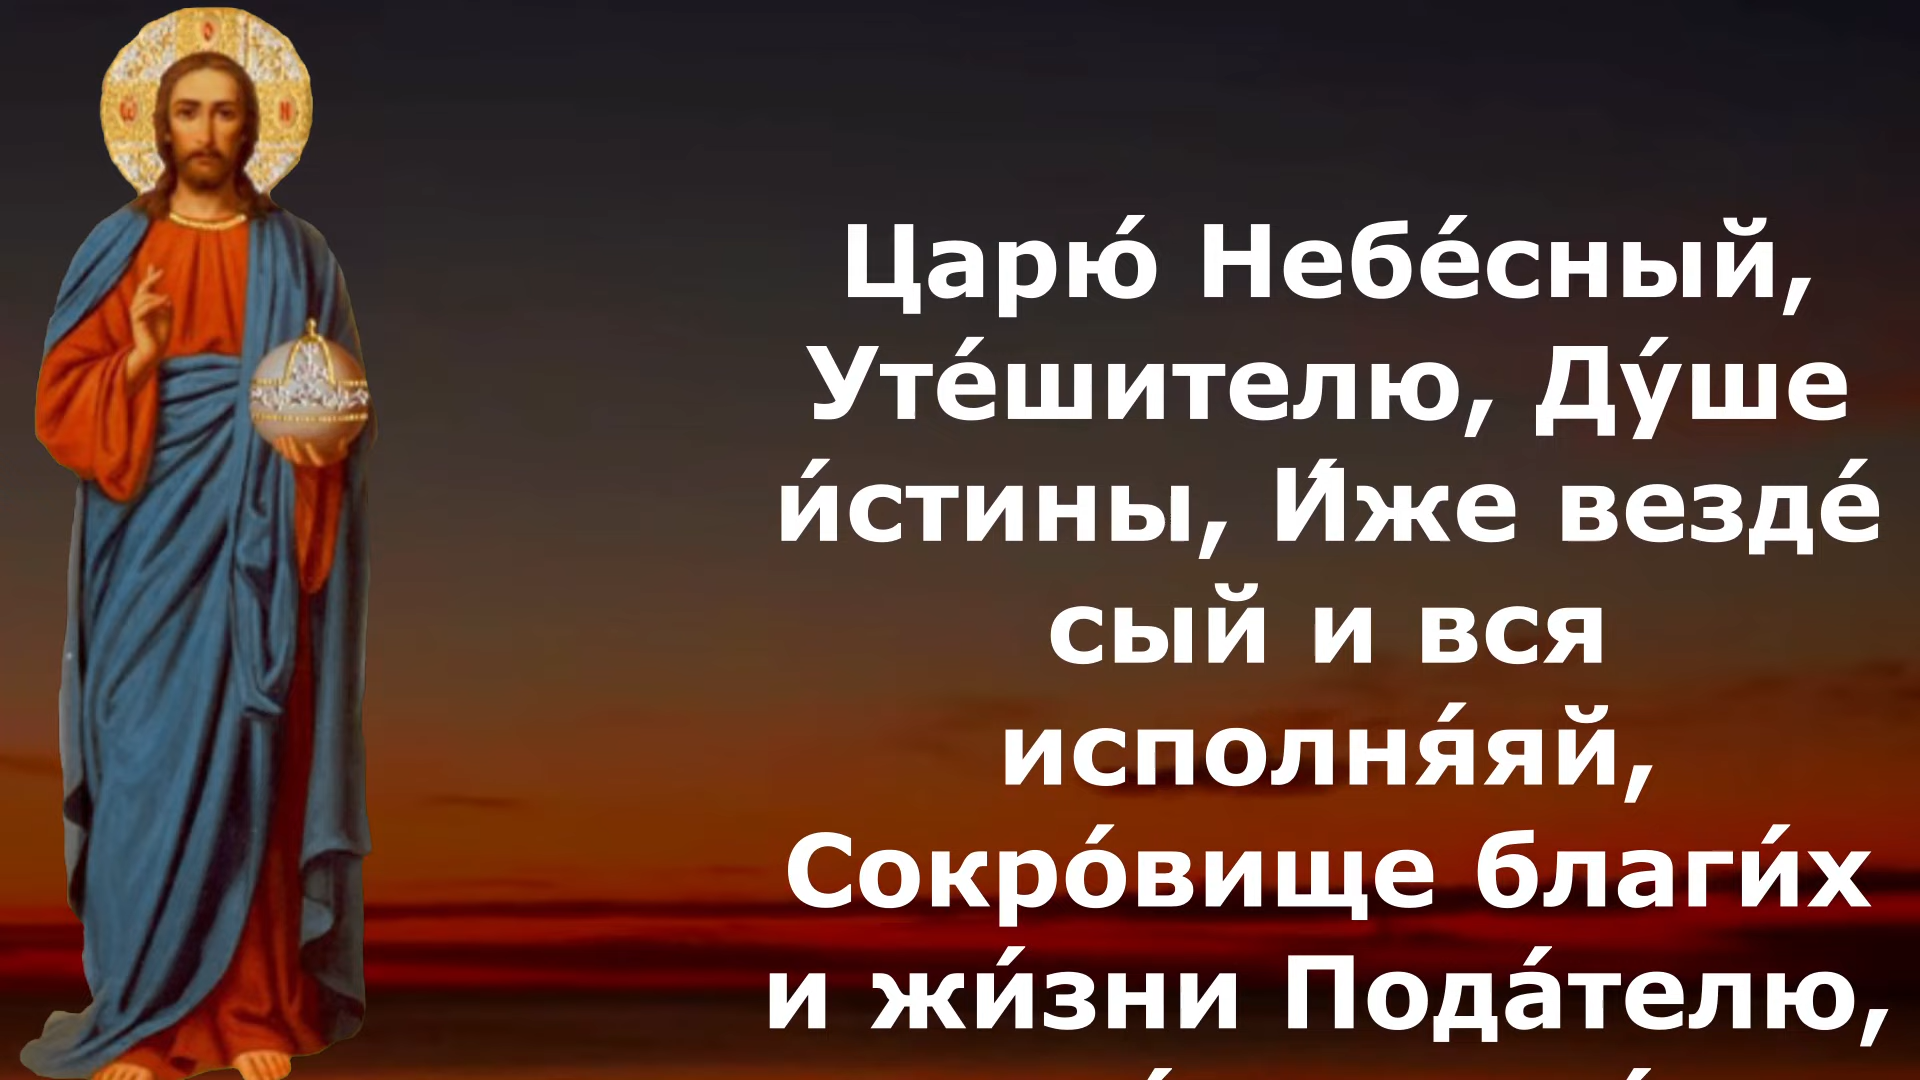 Царю́ Небе́сный,
Уте́шителю, Ду́ше
и́стины, И́же везде́
сый и вся
исполня́яй,
Сокро́вище благи́х
и жи́зни Пода́телю,